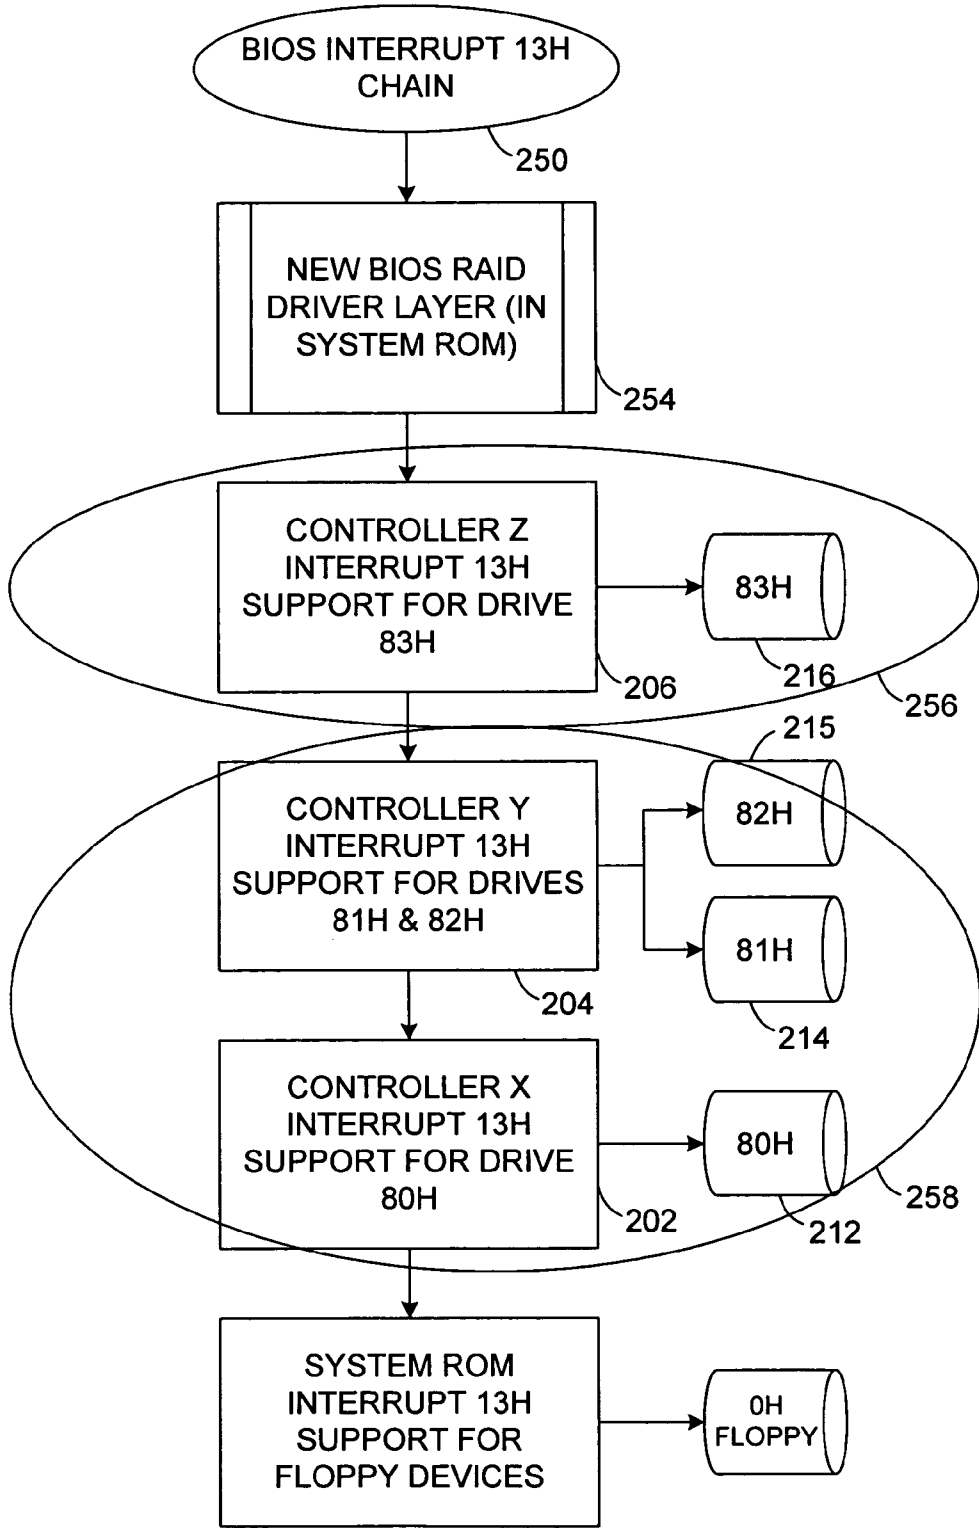 BIOS INTERRUPT 13H
CHAIN
250
NEW BIOS RAID
DRIVER LAYER (IN
SYSTEM ROM)
254
CONTROLLER Z
INTERRUPT 13H
SUPPORT FOR DRIVE
83H
83H
206
216
256
215
CONTROLLER Y
INTERRUPT 13H
SUPPORT FOR DRIVES
81H & 82H
82H
81H
204
214
CONTROLLER X
INTERRUPT 13H
SUPPORT FOR DRIVE
80H
80H
202
212
258
SYSTEM ROM
INTERRUPT 13H
SUPPORT FOR
FLOPPY DEVICES
0H
FLOPPY